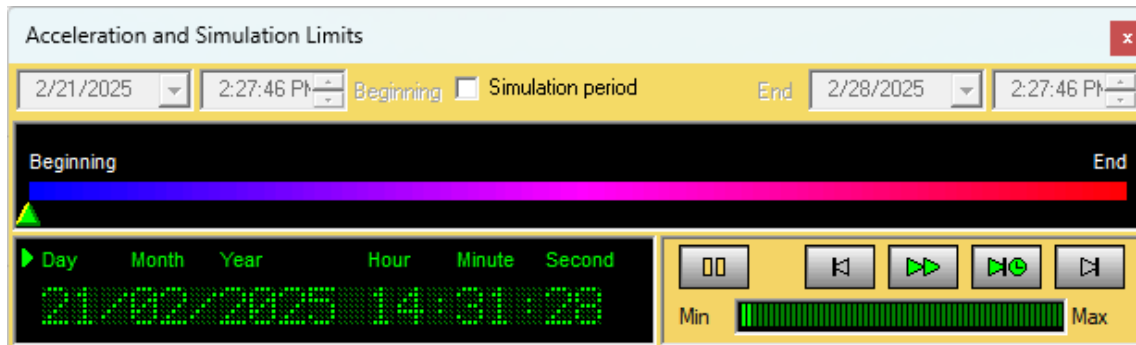 Acceleration and Simulation Limits
x
2/21/2025 2:27:46 PM Beginning Simulation period End 2/28/2025 2:27:46 PM
Beginning End
Day Month Year Hour Minute Second
21/02/2025 14:31:28
Min Max